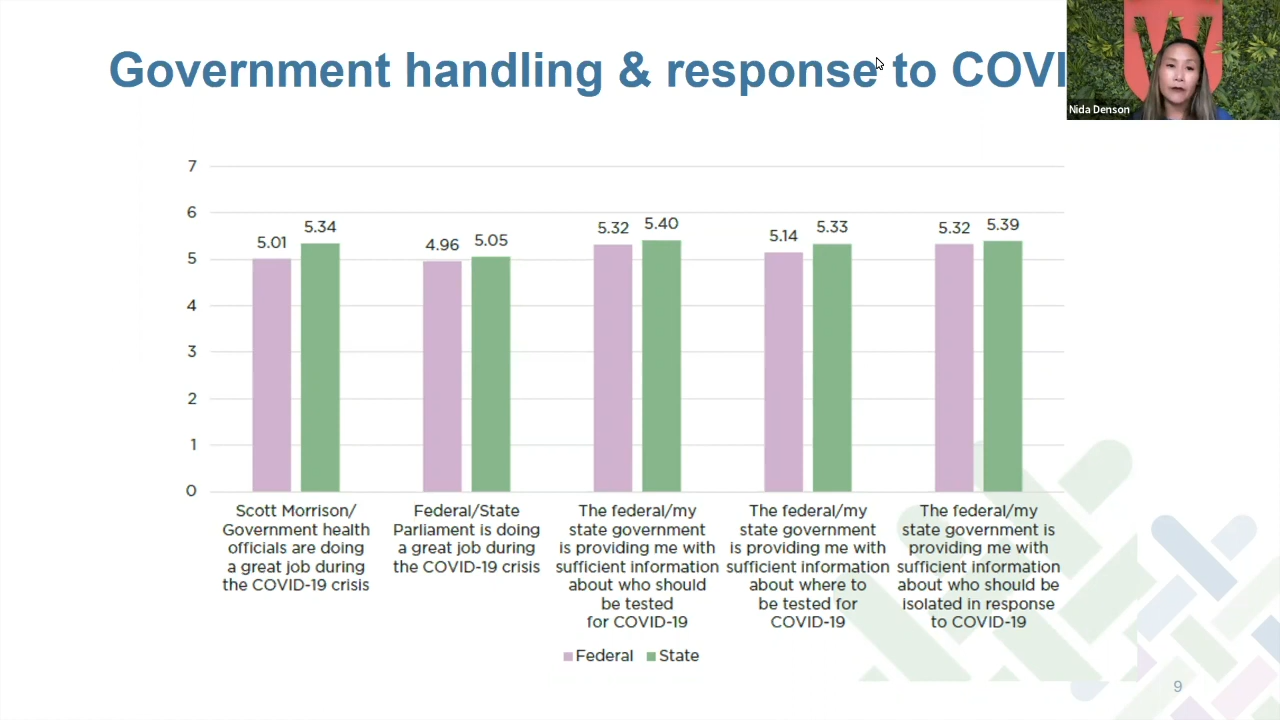 Government handling & response to COVI
W
Nida Denson
7
6
5
4
3
2
1
0
5.01
5.34
4.96
5.05
5.32
5.40
5.14
5.33
5.32
5.39
Scott Morrison/
Government health
officials are doing
a great job during
the COVID-19 crisis
Federal/State
Parliament is doing
a great job during
the COVID-19 crisis
The federal/my
state government
is providing me with
sufficient information
about who should
be tested
for COVID-19
The federal/my
state government
is providing me with
sufficient information
about where to
be tested for
COVID-19
The federal/my
state government is
providing me with
sufficient information
about who should be
isolated in response
to COVID-19
Federal
State
9